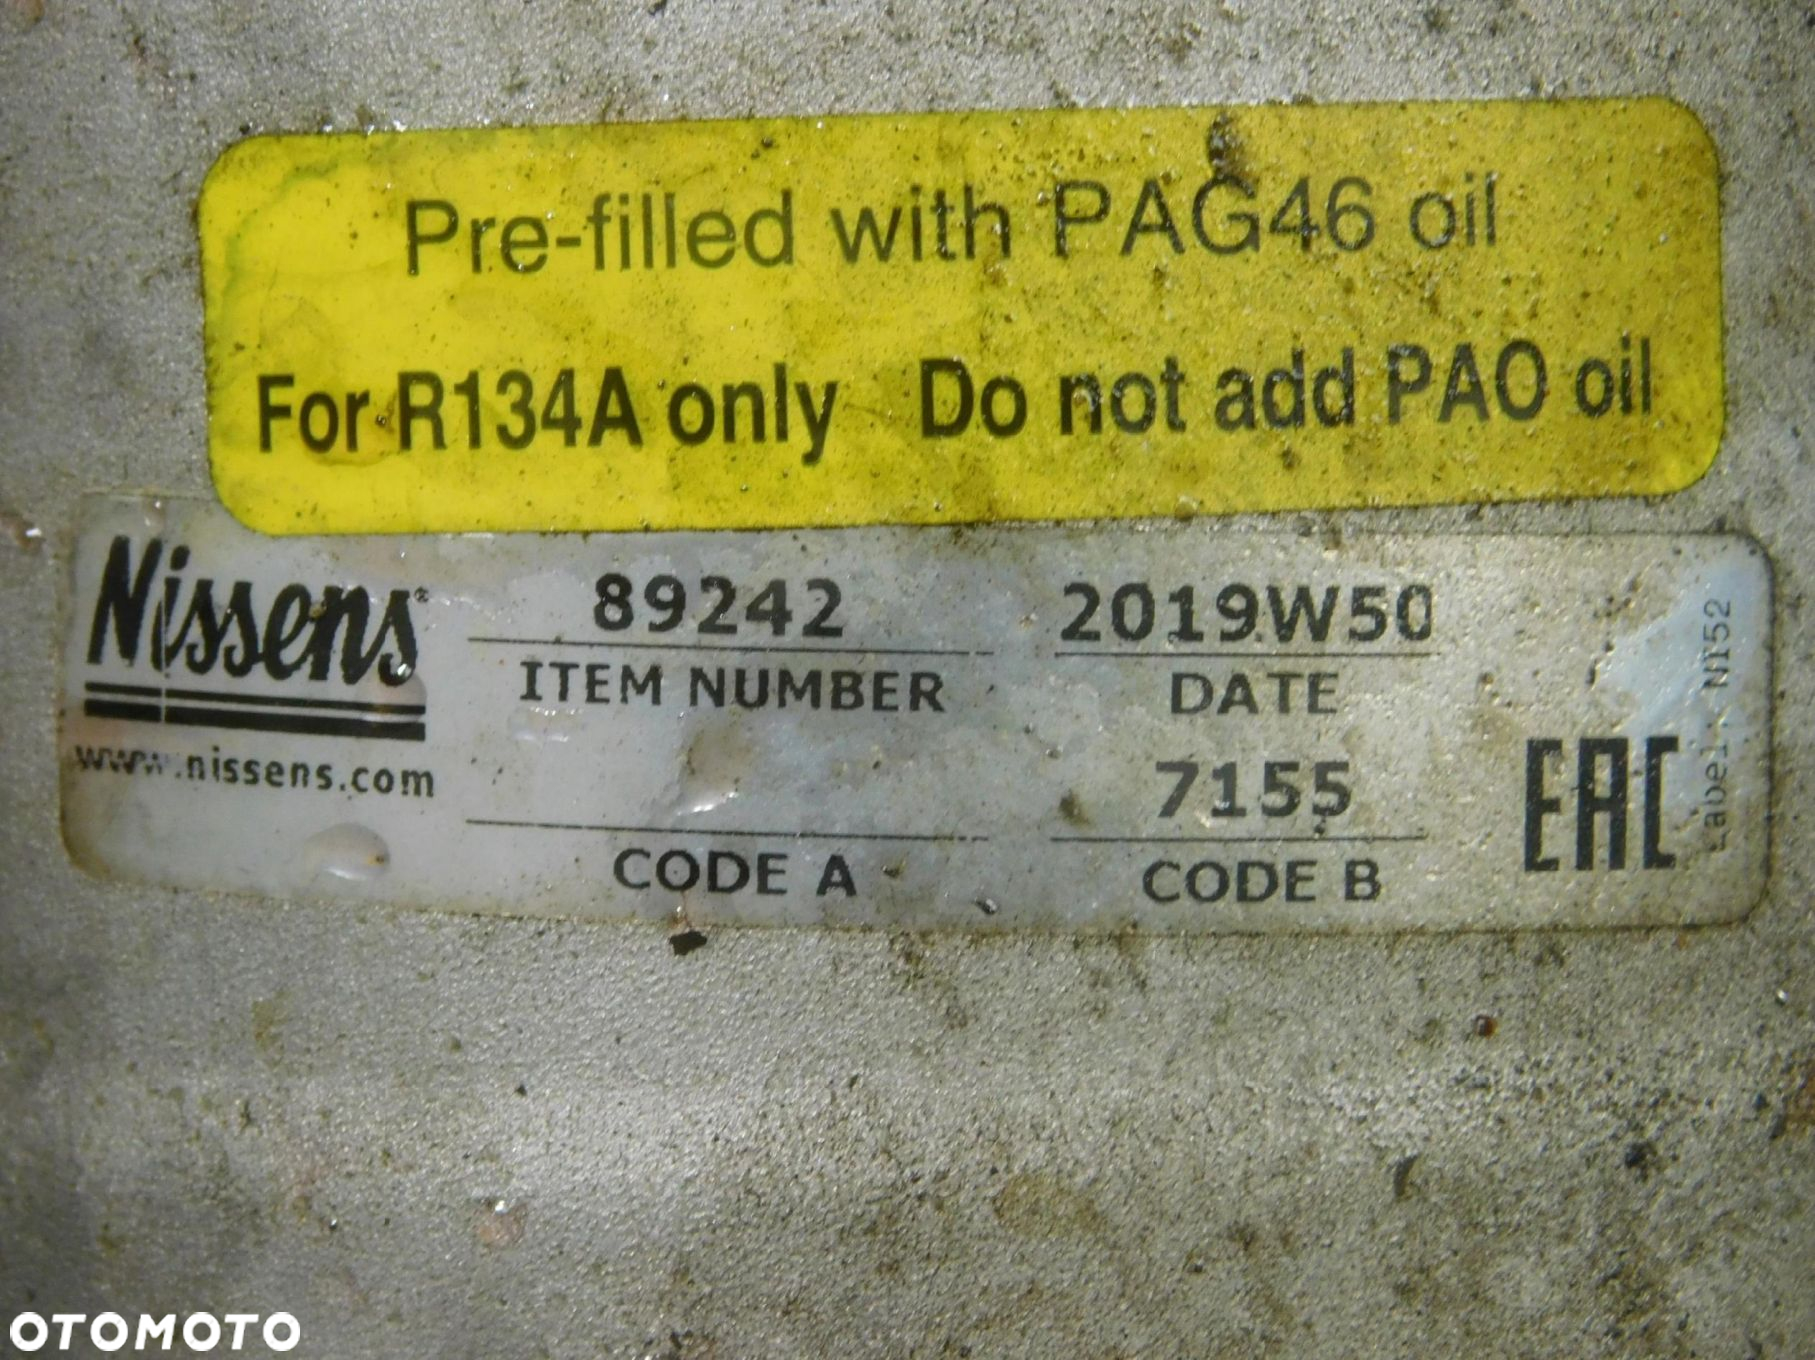 Pre-filled with PAG46 oil
For R134A only Do not add PAO oil
Nissens®
www.nissens.com
89242
ITEM NUMBER
2019W50
DATE
CODE A
7155
CODE B
EAC
Label: NI52
OTOMOTO